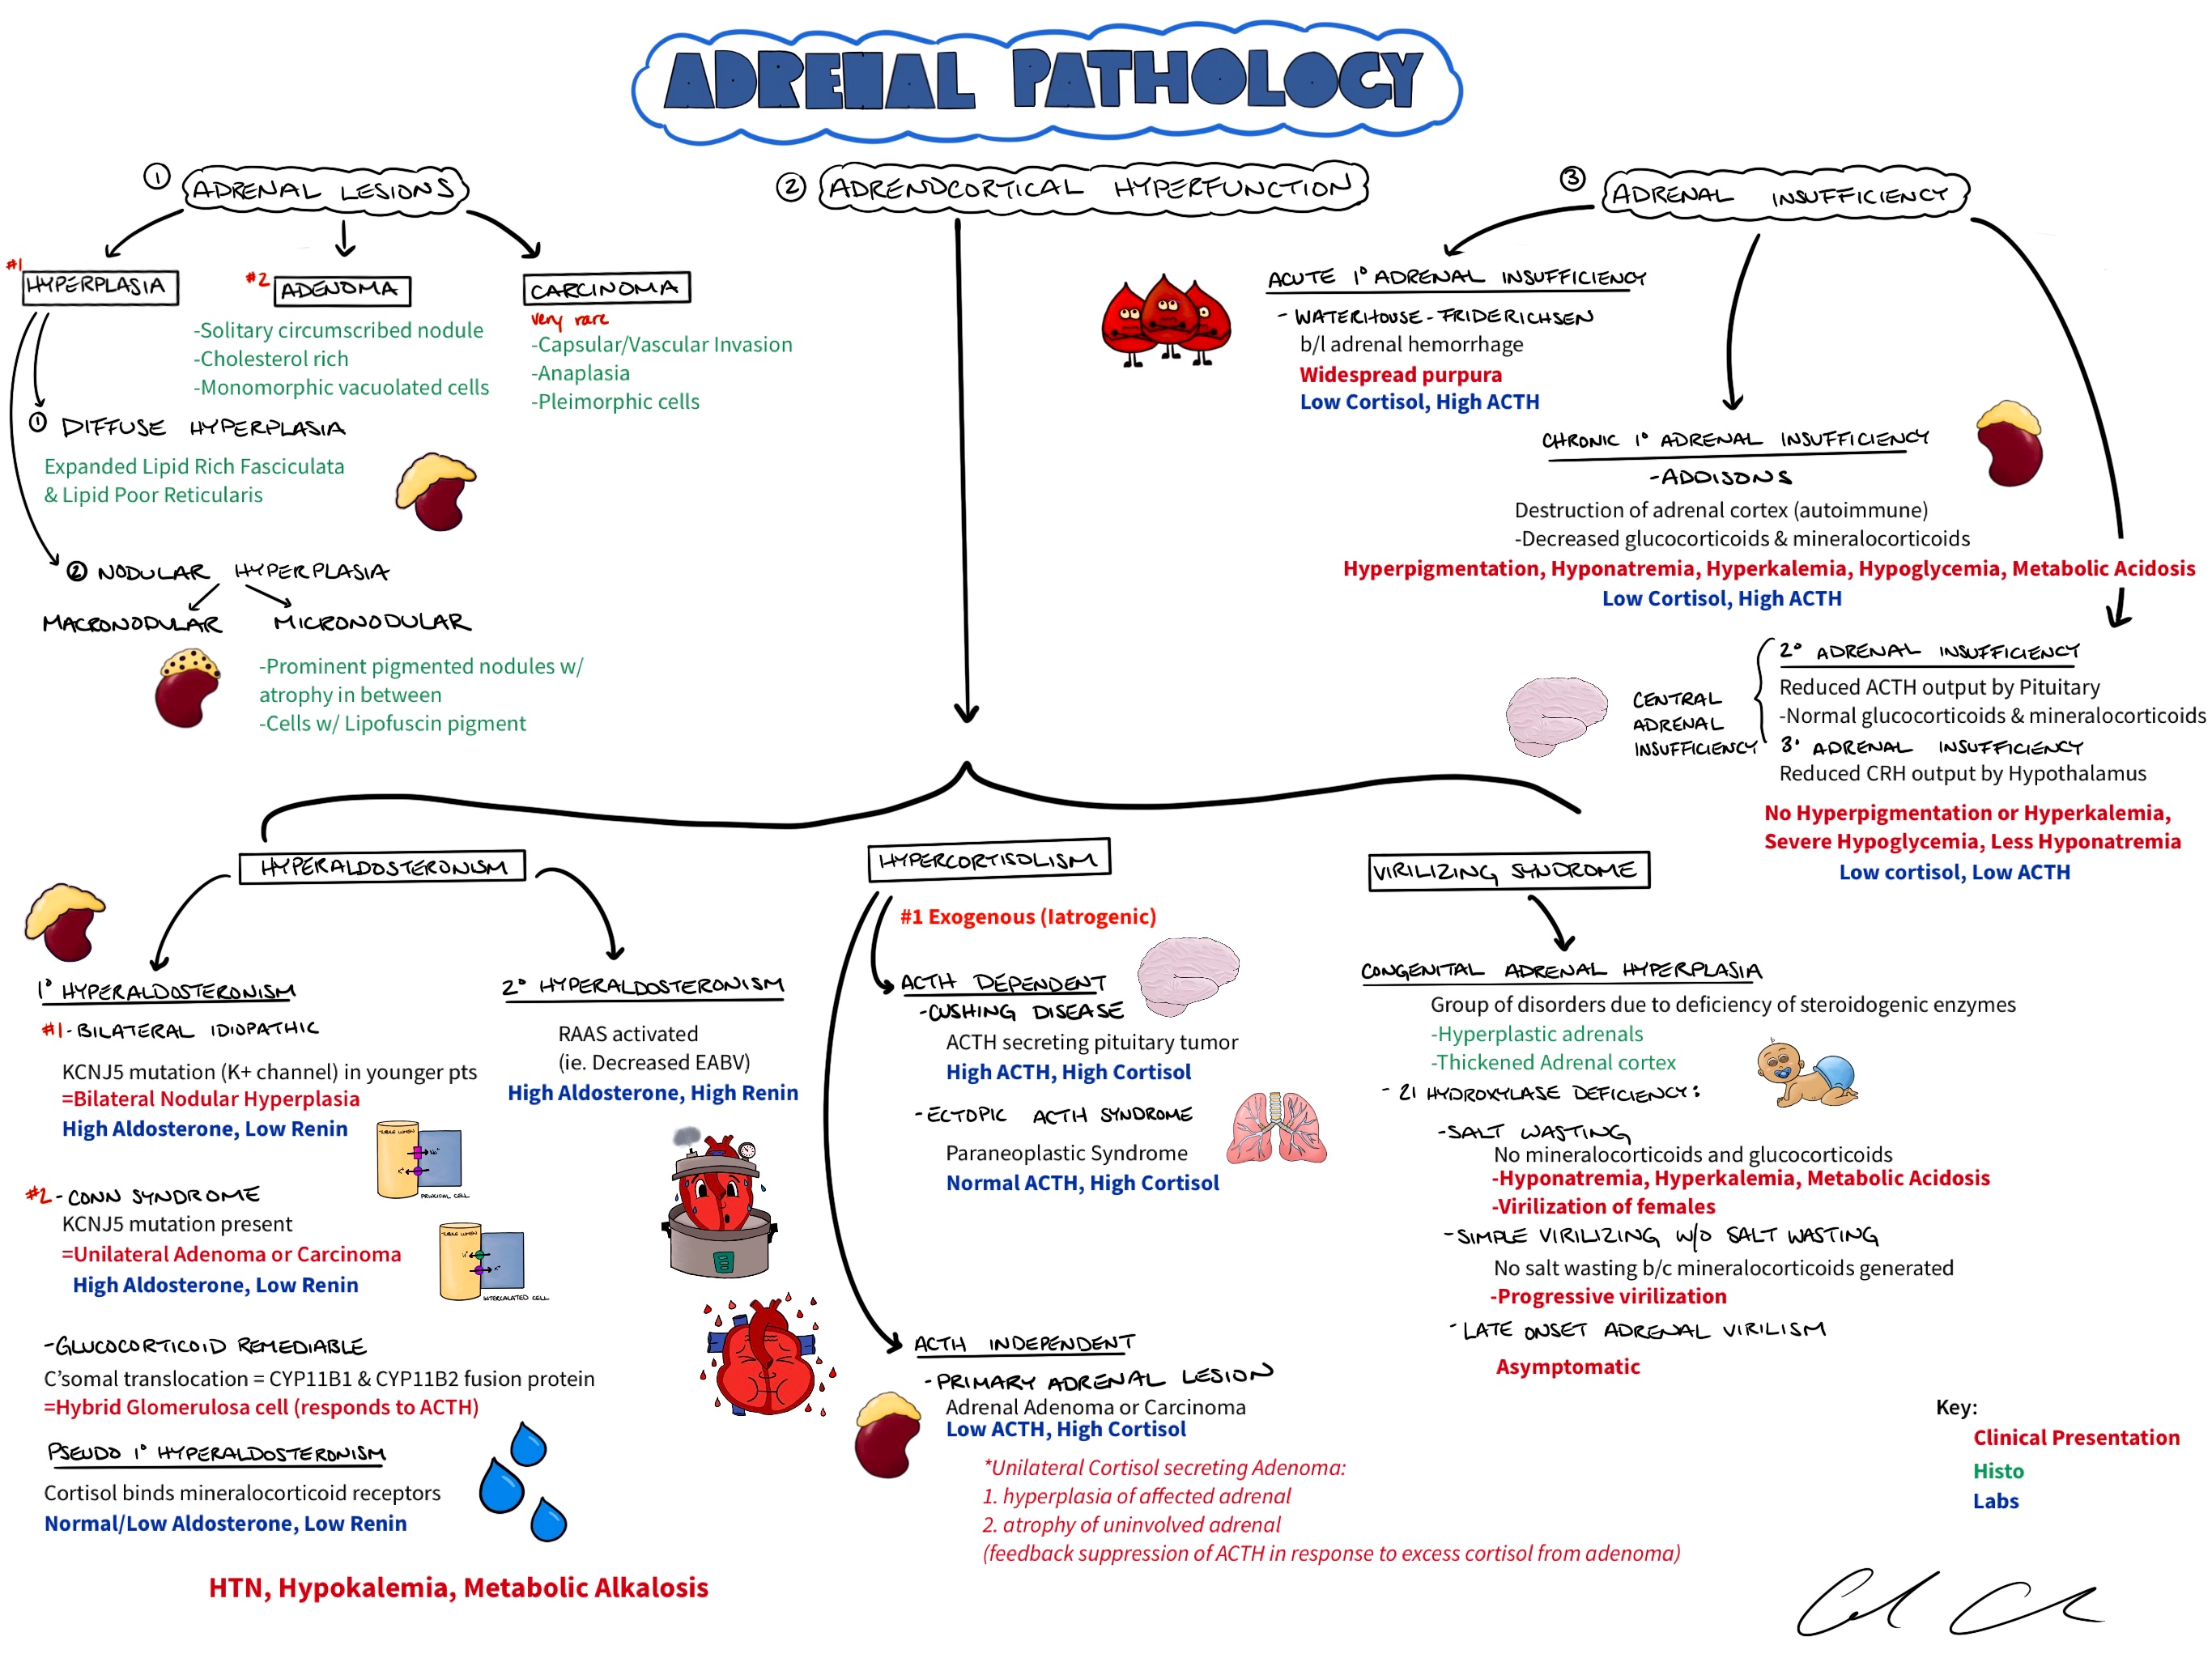 ADRENAL PATHOLOGY
① ADRENAL LESIONS
#1
HYPERPLASIA
#2
ADENOMA
-Solitary circumscribed nodule
-Cholesterol rich
-Monomorphic vacuolated cells
CARCINOMA
very rare
-Capsular/Vascular Invasion
-Anaplasia
-Pleimorphic cells
① DIFFUSE HYPERPLASIA
Expanded Lipid Rich Fasciculata
& Lipid Poor Reticularis
② NODULAR HYPERPLASIA
MACRONODULAR
MICRONODULAR
-Prominent pigmented nodules w/
atrophy in between
-Cells w/ Lipofuscin pigment
② ADRENOCORTICAL HYPERFUNCTION
HYPERALDOSTERONISM
1° HYPERALDOSTERONISM
#1-BILATERAL IDIOPATHIC
KCNJ5 mutation (K+ channel) in younger pts
=Bilateral Nodular Hyperplasia
High Aldosterone, Low Renin
TUBULE LUMEN
Na+
K+
PRINCIPAL CELL
#2-CONN SYNDROME
KCNJ5 mutation present
=Unilateral Adenoma or Carcinoma
High Aldosterone, Low Renin
TUBULE LUMEN
H+
K+
INTERCALATED CELL
-GLUCOCORTICOID REMEDIABLE
C'somal translocation = CYP11B1 & CYP11B2 fusion protein
=Hybrid Glomerulosa cell (responds to ACTH)
PSEUDO 1° HYPERALDOSTERONISM
Cortisol binds mineralocorticoid receptors
Normal/Low Aldosterone, Low Renin
HTN, Hypokalemia, Metabolic Alkalosis
2° HYPERALDOSTERONISM
RAAS activated
(ie. Decreased EABV)
High Aldosterone, High Renin
HYPERCORTISOLISM
#1 Exogenous (Iatrogenic)
ACTH DEPENDENT
-CUSHING DISEASE
ACTH secreting pituitary tumor
High ACTH, High Cortisol
-ECTOPIC ACTH SYNDROME
Paraneoplastic Syndrome
Normal ACTH, High Cortisol
ACTH INDEPENDENT
-PRIMARY ADRENAL LESION
Adrenal Adenoma or Carcinoma
Low ACTH, High Cortisol
*Unilateral Cortisol secreting Adenoma:
1. hyperplasia of affected adrenal
2. atrophy of uninvolved adrenal
(feedback suppression of ACTH in response to excess cortisol from adenoma)
VIRILIZING SYNDROME
CONGENITAL ADRENAL HYPERPLASIA
Group of disorders due to deficiency of steroidogenic enzymes
-Hyperplastic adrenals
-Thickened Adrenal cortex
-21 HYDROXYLASE DEFICIENCY:
-SALT WASTING
No mineralocorticoids and glucocorticoids
-Hyponatremia, Hyperkalemia, Metabolic Acidosis
-Virilization of females
-SIMPLE VIRILIZING W/O SALT WASTING
No salt wasting b/c mineralocorticoids generated
-Progressive virilization
-LATE ONSET ADRENAL VIRILISM
Asymptomatic
③ ADRENAL INSUFFICIENCY
ACUTE 1° ADRENAL INSUFFICIENCY
-WATERHOUSE-FRIDERICHSEN
b/l adrenal hemorrhage
Widespread purpura
Low Cortisol, High ACTH
CHRONIC 1° ADRENAL INSUFFICIENCY
-ADDISONS
Destruction of adrenal cortex (autoimmune)
-Decreased glucocorticoids & mineralocorticoids
Hyperpigmentation, Hyponatremia, Hyperkalemia, Hypoglycemia, Metabolic Acidosis
Low Cortisol, High ACTH
CENTRAL
ADRENAL
INSUFFICIENCY
2° ADRENAL INSUFFICIENCY
Reduced ACTH output by Pituitary
-Normal glucocorticoids & mineralocorticoids
3° ADRENAL INSUFFICIENCY
Reduced CRH output by Hypothalamus
No Hyperpigmentation or Hyperkalemia,
Severe Hypoglycemia, Less Hyponatremia
Low cortisol, Low ACTH
Key:
Clinical Presentation
Histo
Labs